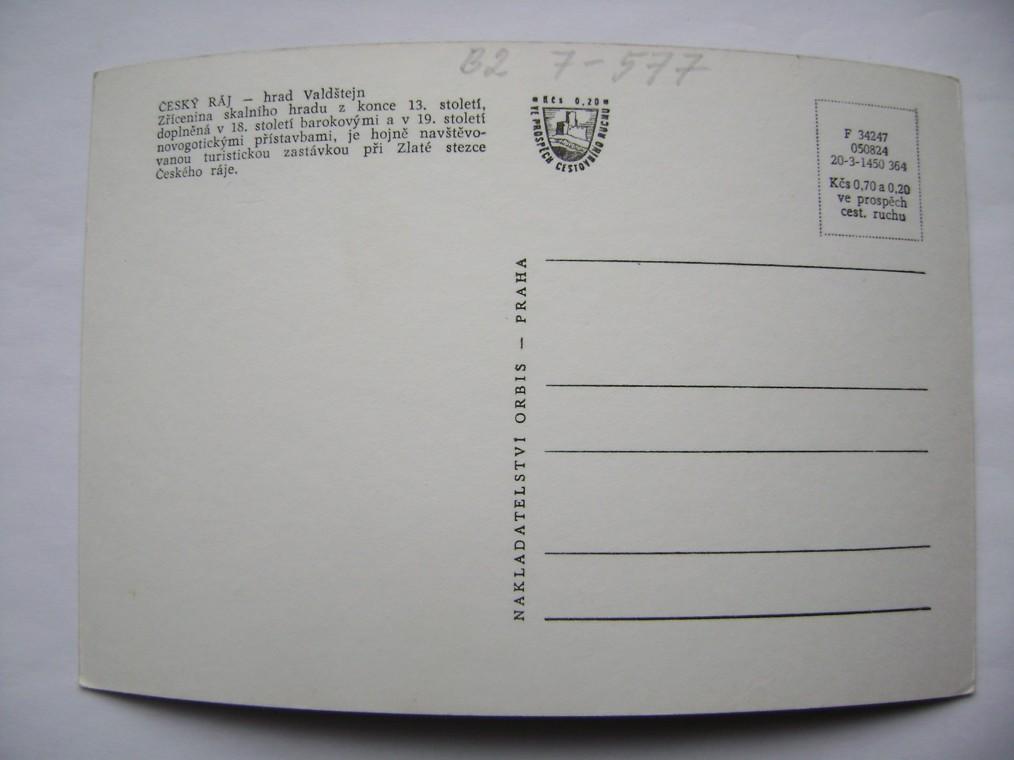 B2 7-577
ČESKÝ RÁJ — hrad Valdštejn
Zřícenina skalního hradu z konce 13. století,
doplněná v 18. století barokovými a v 19. století
novogotickými přístavbami, je hojně navštěvo-
vanou turistickou zastávkou při Zlaté stezce
Českého ráje.
Kčs 0,20
VE PROSPĚCH CESTOVNÍHO RUCHU
F 34247
050824
20-3-1450 364
Kčs 0,70 a 0,20
ve prospěch
cest. ruchu
NAKLADATELSTVÍ ORBIS — PRAHA